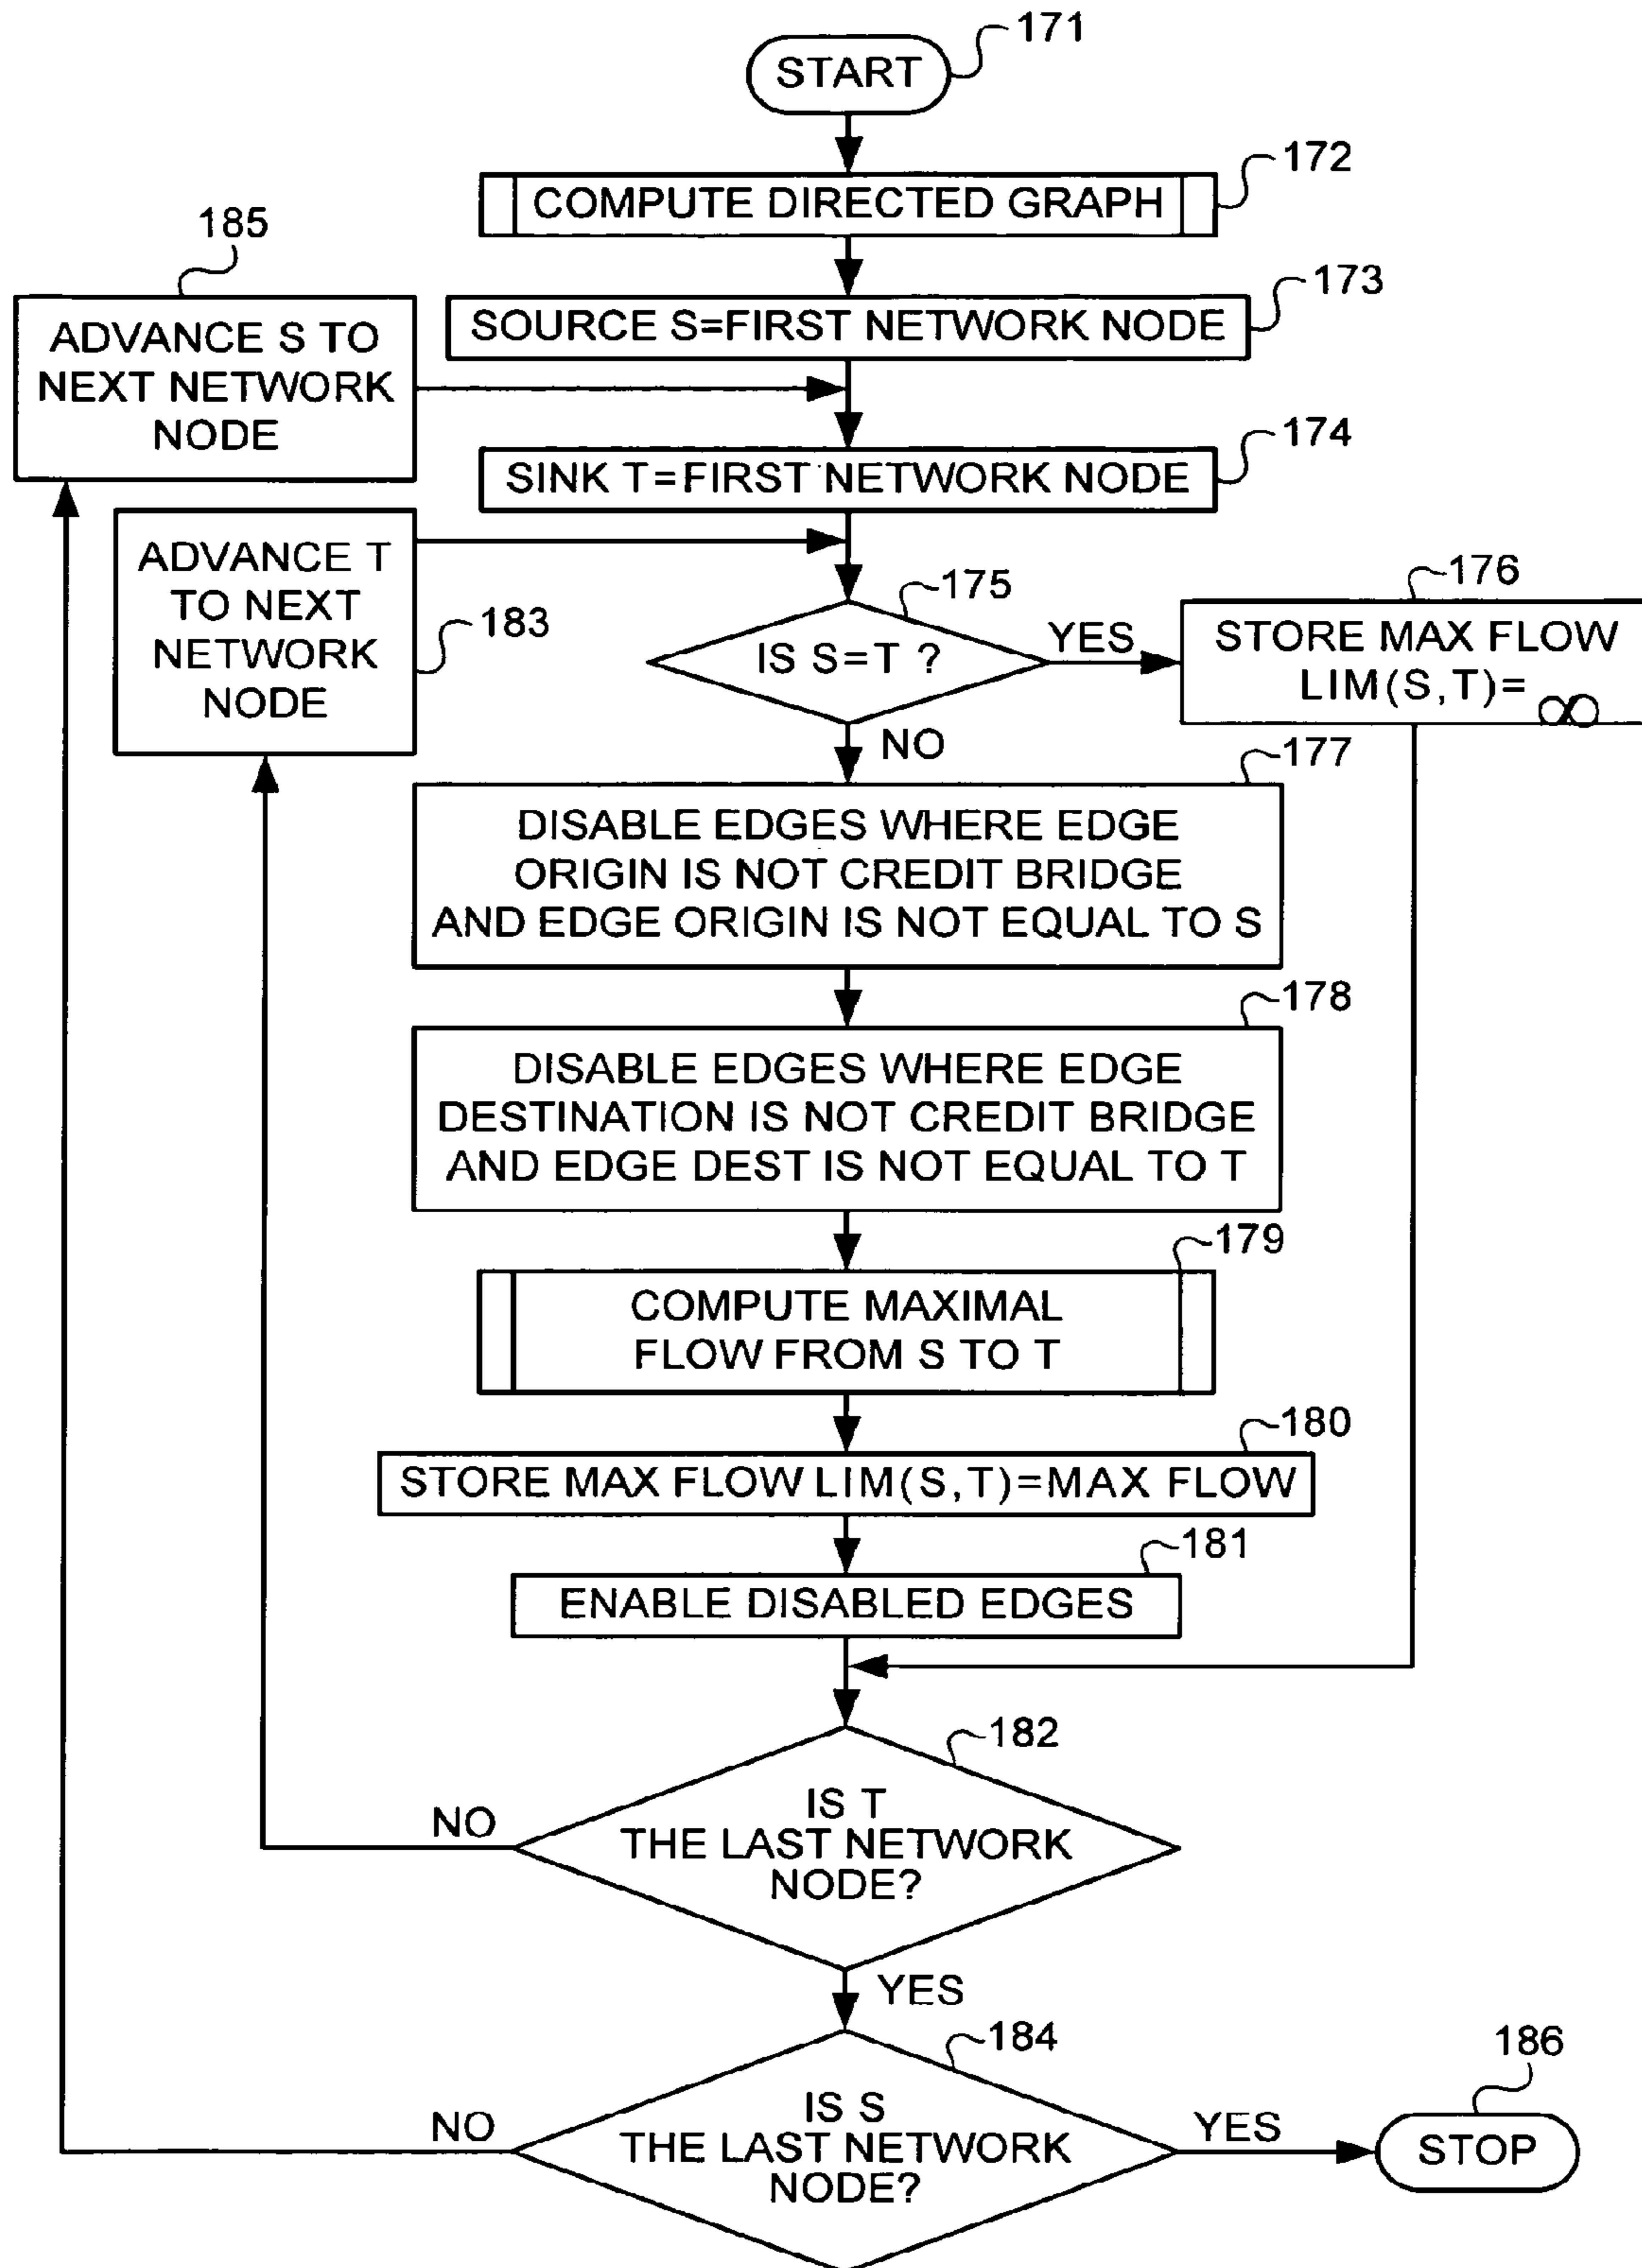 START
171
COMPUTE DIRECTED GRAPH
172
185
ADVANCE S TO
NEXT NETWORK
NODE
SOURCE S=FIRST NETWORK NODE
173
SINK T=FIRST NETWORK NODE
174
ADVANCE T
TO NEXT
NETWORK
NODE
183
IS S=T ?
175
YES
176
STORE MAX FLOW
LIM(S,T)=∞
NO
177
DISABLE EDGES WHERE EDGE
ORIGIN IS NOT CREDIT BRIDGE
AND EDGE ORIGIN IS NOT EQUAL TO S
178
DISABLE EDGES WHERE EDGE
DESTINATION IS NOT CREDIT BRIDGE
AND EDGE DEST IS NOT EQUAL TO T
179
COMPUTE MAXIMAL
FLOW FROM S TO T
180
STORE MAX FLOW LIM(S,T)=MAX FLOW
181
ENABLE DISABLED EDGES
182
IS T
THE LAST NETWORK
NODE?
NO
YES
184
IS S
THE LAST NETWORK
NODE?
NO
YES
186
STOP